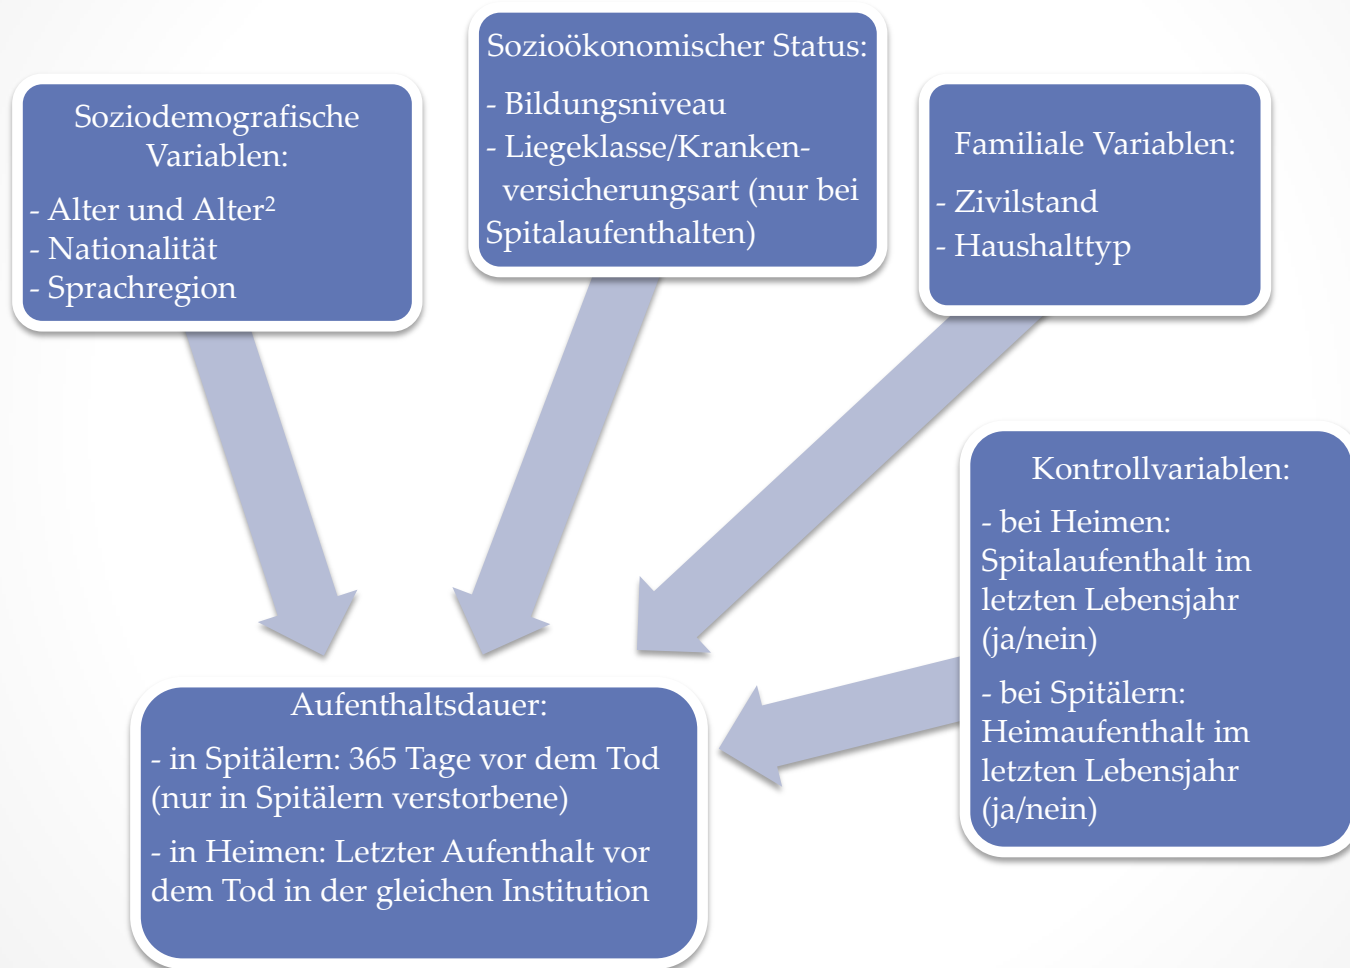 Soziodemografische
Variablen:
- Alter und Alter²
- Nationalität
- Sprachregion
Sozioökonomischer Status:
- Bildungsniveau
- Liegeklasse/Kranken-
versicherungsart (nur bei
Spitalaufenthalten)
Familiale Variablen:
- Zivilstand
- Haushalttyp
Kontrollvariablen:
- bei Heimen:
Spitalaufenthalt im
letzten Lebensjahr
(ja/nein)
- bei Spitälern:
Heimaufenthalt im
letzten Lebensjahr
(ja/nein)
Aufenthaltsdauer:
- in Spitälern: 365 Tage vor dem Tod
(nur in Spitälern verstorbene)
- in Heimen: Letzter Aufenthalt vor
dem Tod in der gleichen Institution